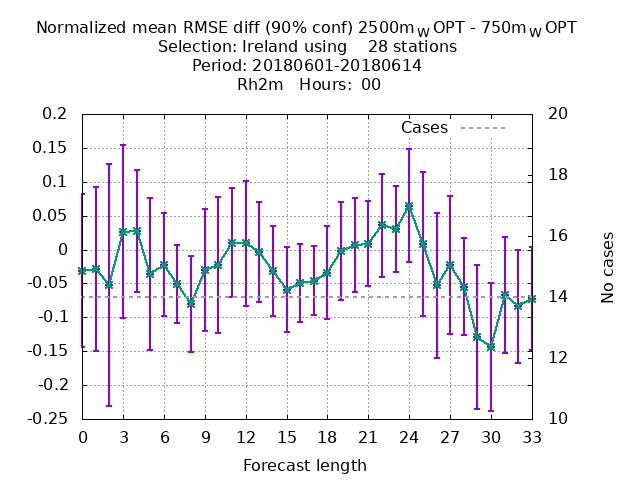 Normalized mean RMSE diff (90% conf) 2500m_W OPT - 750m_W OPT
Selection: Ireland using    28 stations
Period: 20180601-20180614
Rh2m   Hours:  00
Cases
0.2
0.15
0.1
0.05
0
-0.05
-0.1
-0.15
-0.2
-0.25
20
18
16
14
12
10
No cases
0 3 6 9 12 15 18 21 24 27 30 33
Forecast length